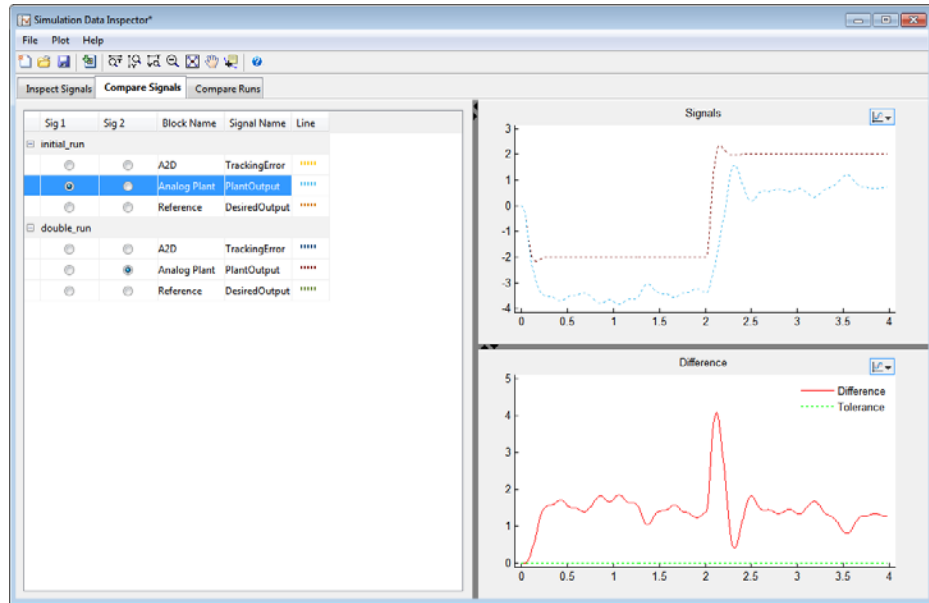 Simulation Data Inspector*
File Plot Help
Inspect Signals Compare Signals Compare Runs
Sig 1 Sig 2 Block Name Signal Name Line
initial_run
A2D TrackingError
Analog Plant PlantOutput
Reference DesiredOutput
double_run
A2D TrackingError
Analog Plant PlantOutput
Reference DesiredOutput
Signals
3
2
1
0
-1
-2
-3
-4
0 0.5 1 1.5 2 2.5 3 3.5 4
Difference
5
4
3
2
1
0
Difference
Tolerance
0 0.5 1 1.5 2 2.5 3 3.5 4